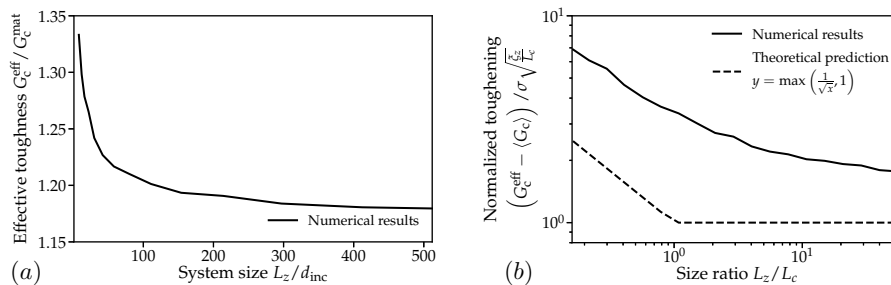 Effective toughness G_c^eff / G_c^mat
1.35
1.30
1.25
1.20
1.15
100
200
300
400
500
Numerical results
System size L_z/d_inc
(a)
Normalized toughening
(G_c^eff − ⟨G_c⟩) / σ√(ξ_z/L_c)
10^1
10^0
10^0
10^1
Numerical results
Theoretical prediction
y = max (1/√x, 1)
Size ratio L_z/L_c
(b)